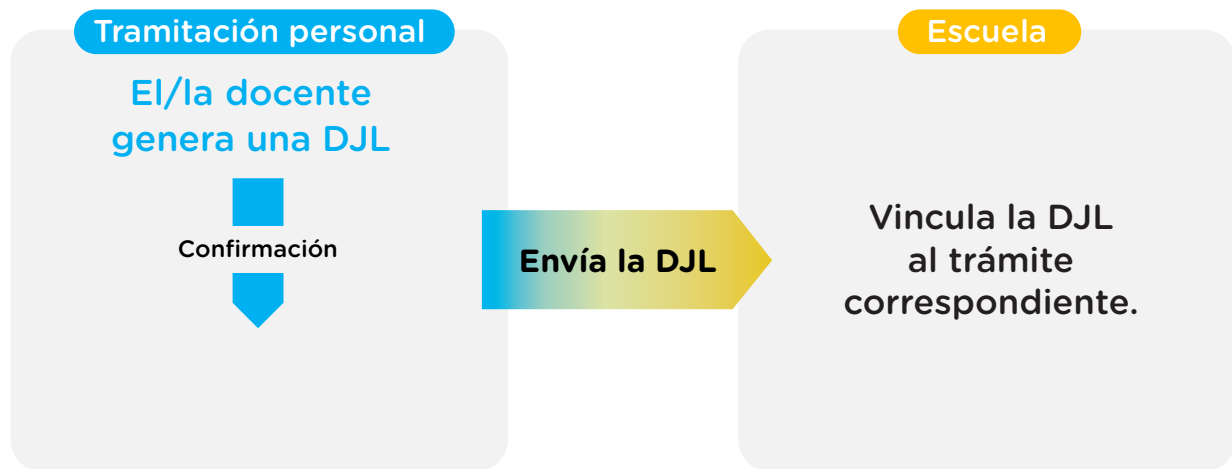 Tramitación personal
El/la docente
genera una DJL
Confirmación
Envía la DJL
Escuela
Vincula la DJL
al trámite
correspondiente.